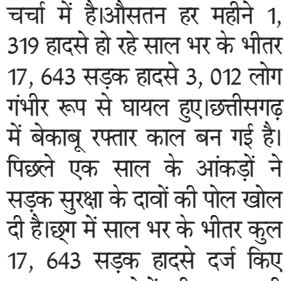 चर्चा में है।औसतन हर महीने 1,
319 हादसे हो रहे साल भर के भीतर
17, 643 सड़क हादसे 3, 012 लोग
गंभीर रूप से घायल हुए।छत्तीसगढ़
में बेकाबू रफ्तार काल बन गई है।
पिछले एक साल के आंकड़ों ने
सड़क सुरक्षा के दावों की पोल खोल
दी है।छ्ग में साल भर के भीतर कुल
17, 643 सड़क हादसे दर्ज किए